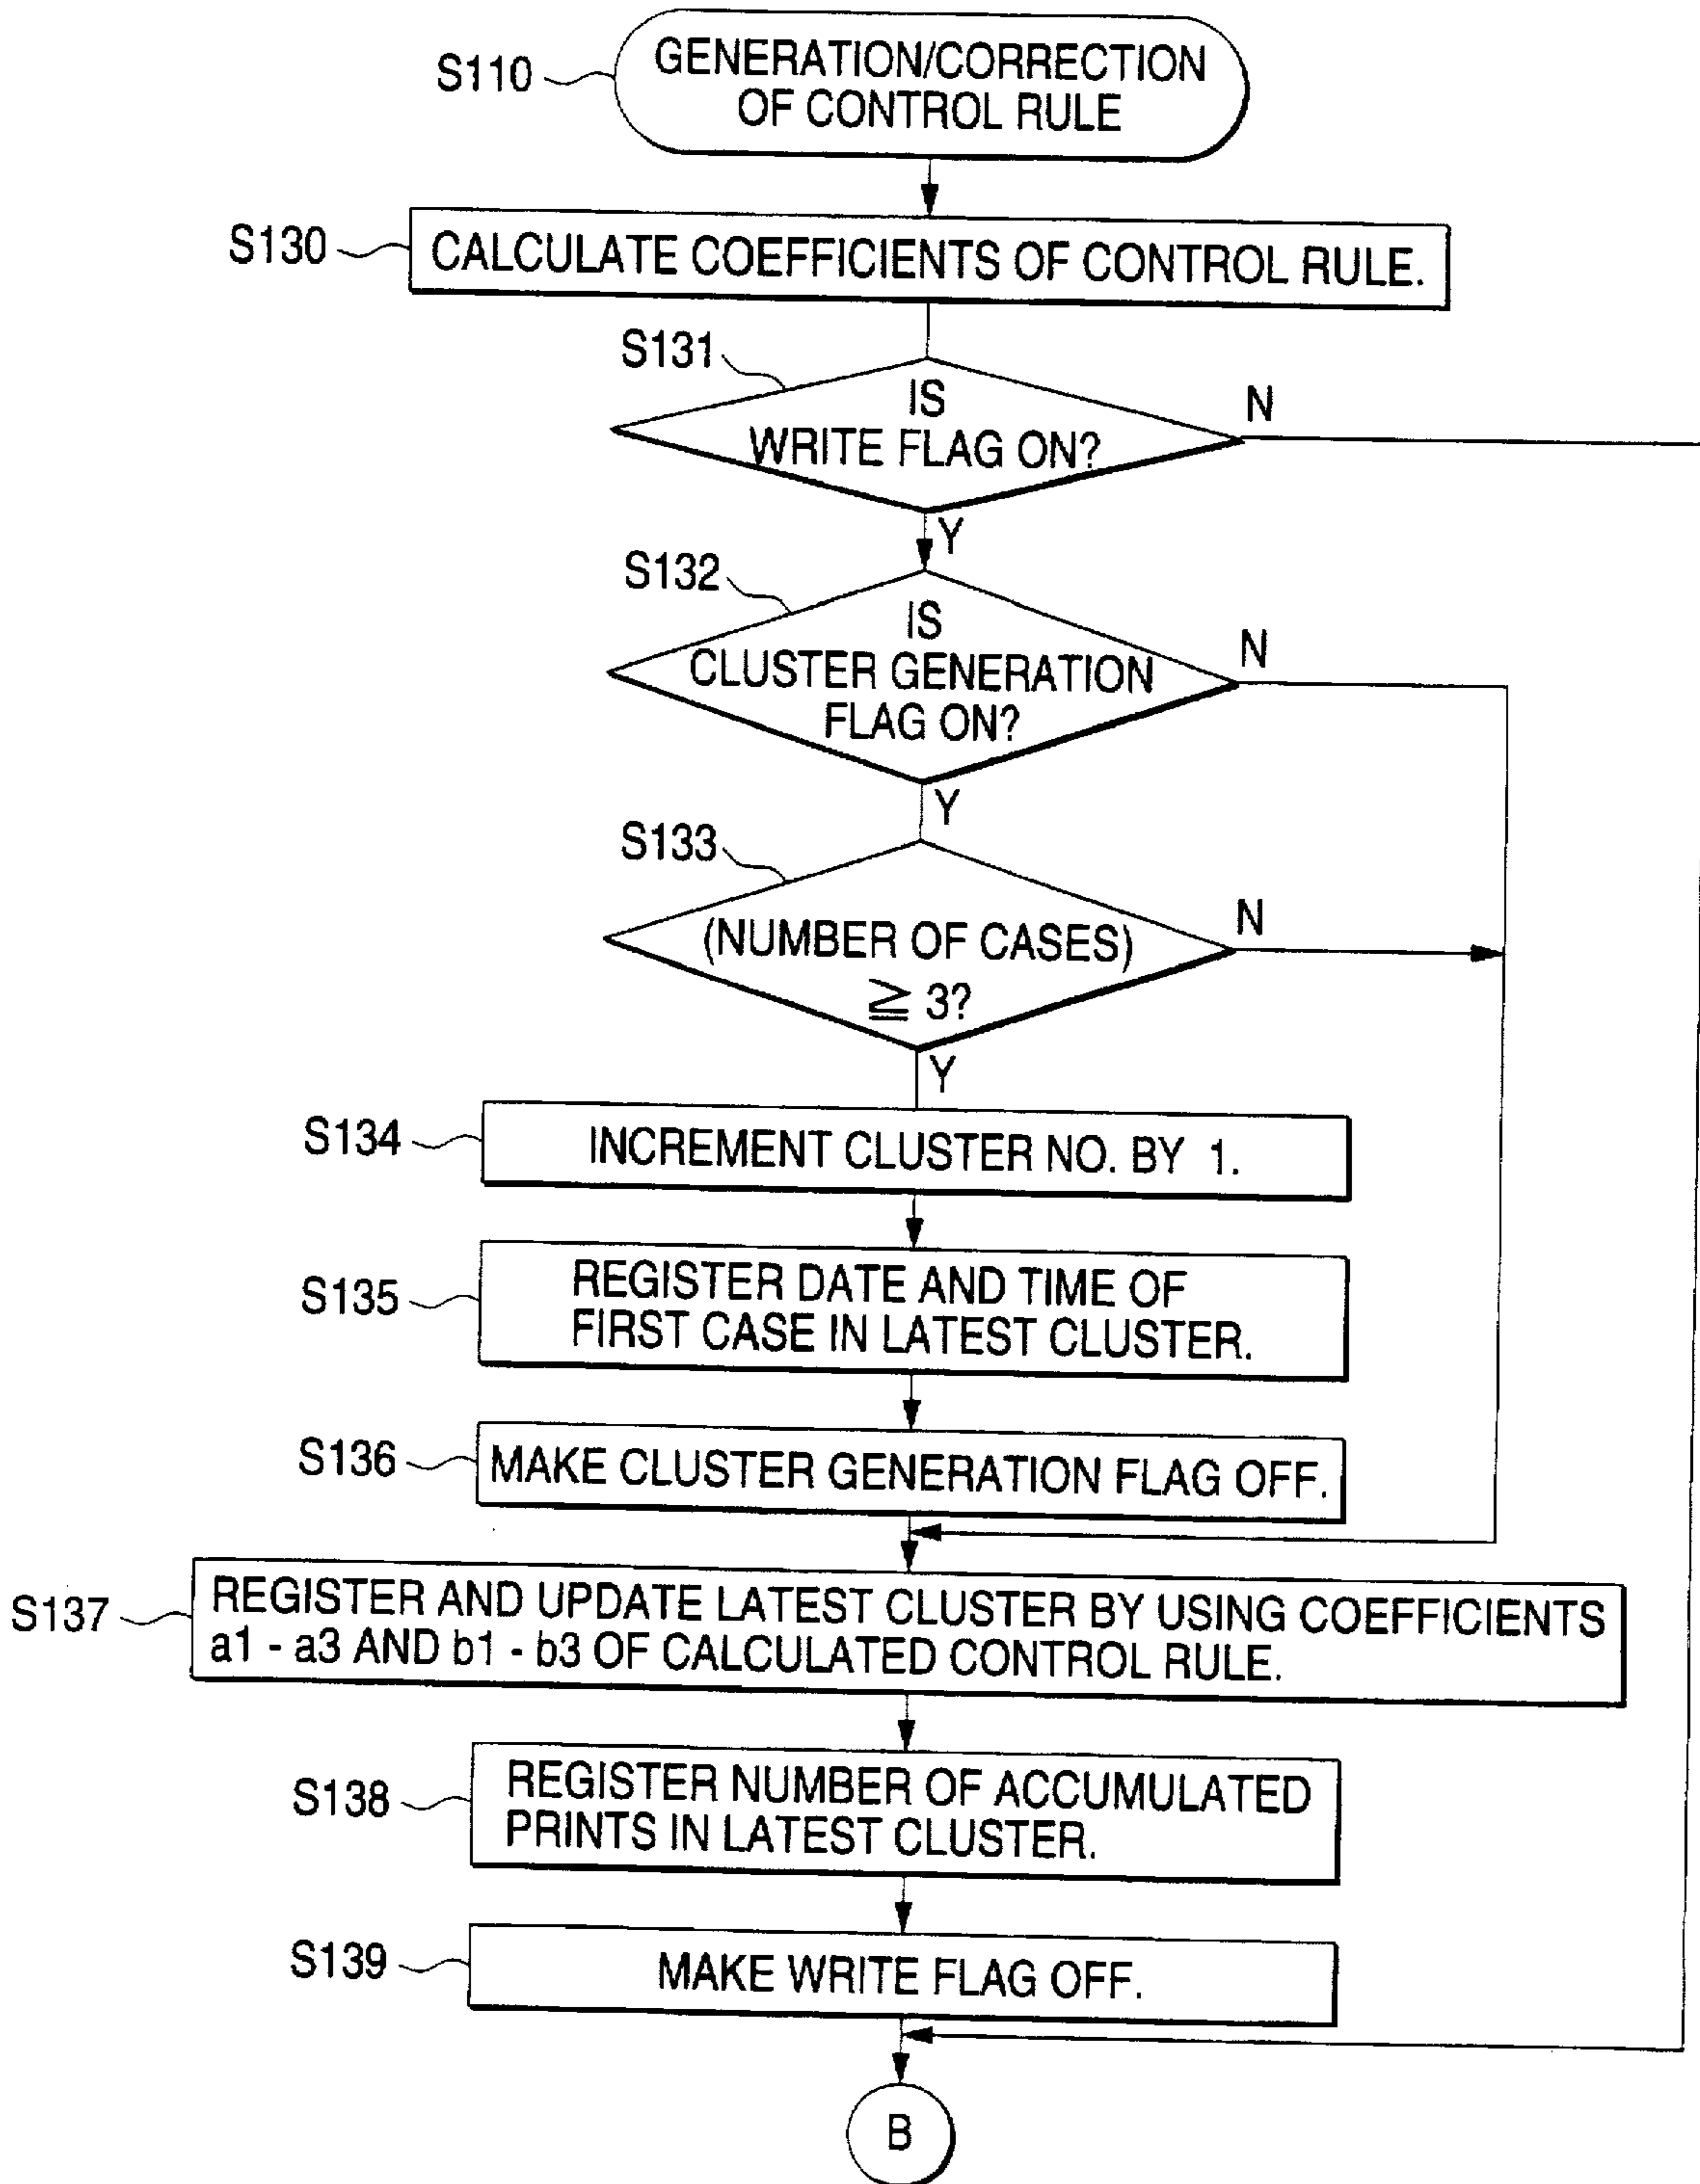 S110
GENERATION/CORRECTION
OF CONTROL RULE
S130
CALCULATE COEFFICIENTS OF CONTROL RULE.
S131
IS
WRITE FLAG ON?
N
Y
S132
IS
CLUSTER GENERATION
FLAG ON?
N
Y
S133
(NUMBER OF CASES)
≧ 3?
N
Y
S134
INCREMENT CLUSTER NO. BY 1.
S135
REGISTER DATE AND TIME OF
FIRST CASE IN LATEST CLUSTER.
S136
MAKE CLUSTER GENERATION FLAG OFF.
S137
REGISTER AND UPDATE LATEST CLUSTER BY USING COEFFICIENTS
a1 - a3 AND b1 - b3 OF CALCULATED CONTROL RULE.
S138
REGISTER NUMBER OF ACCUMULATED
PRINTS IN LATEST CLUSTER.
S139
MAKE WRITE FLAG OFF.
B